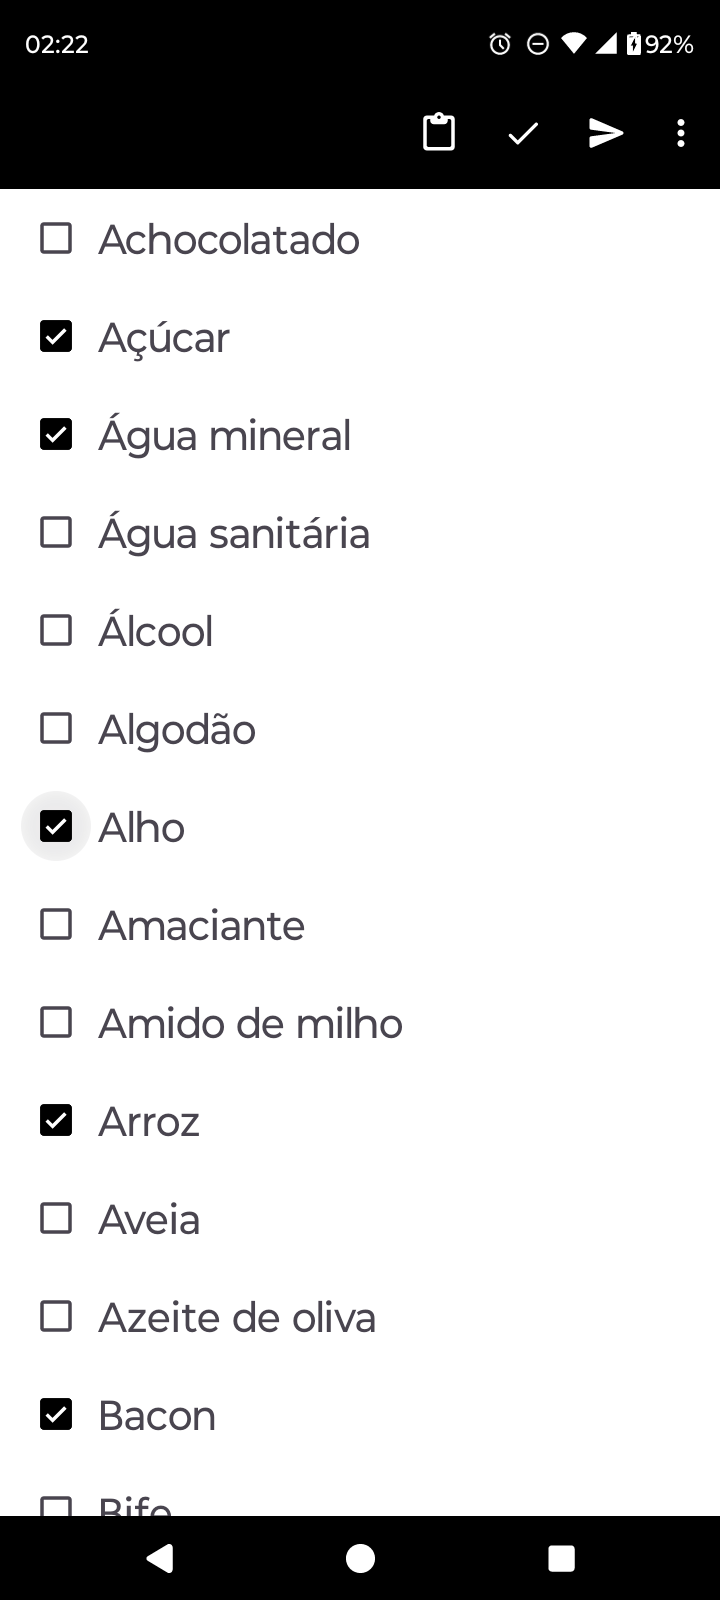 02:22 92%
Achocolatado
Açúcar
Água mineral
Água sanitária
Álcool
Algodão
Alho
Amaciante
Amido de milho
Arroz
Aveia
Azeite de oliva
Bacon
Bife